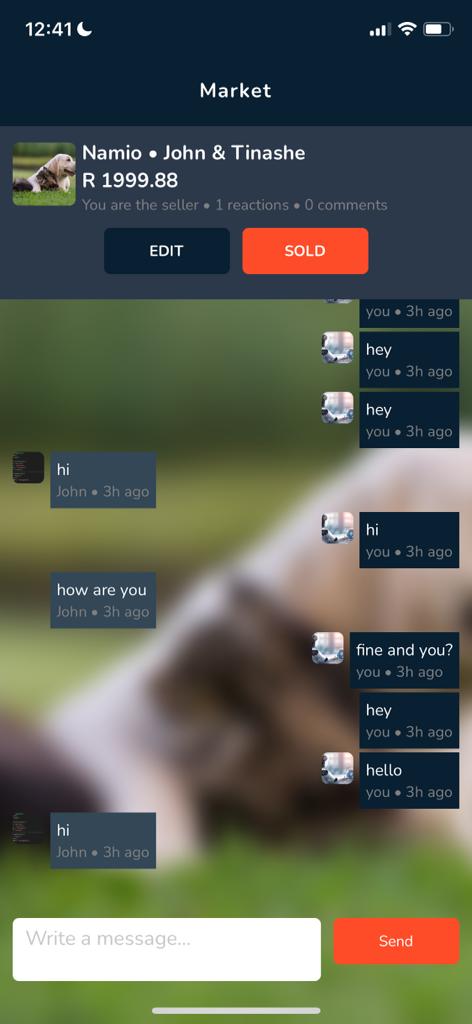 12:41
Market
Namio • John & Tinashe
R 1999.88
You are the seller • 1 reactions • 0 comments
EDIT
SOLD
you • 3h ago
hey
you • 3h ago
hey
you • 3h ago
hi
John • 3h ago
hi
you • 3h ago
how are you
John • 3h ago
fine and you?
you • 3h ago
hey
you • 3h ago
hello
you • 3h ago
hi
John • 3h ago
Write a message...
Send